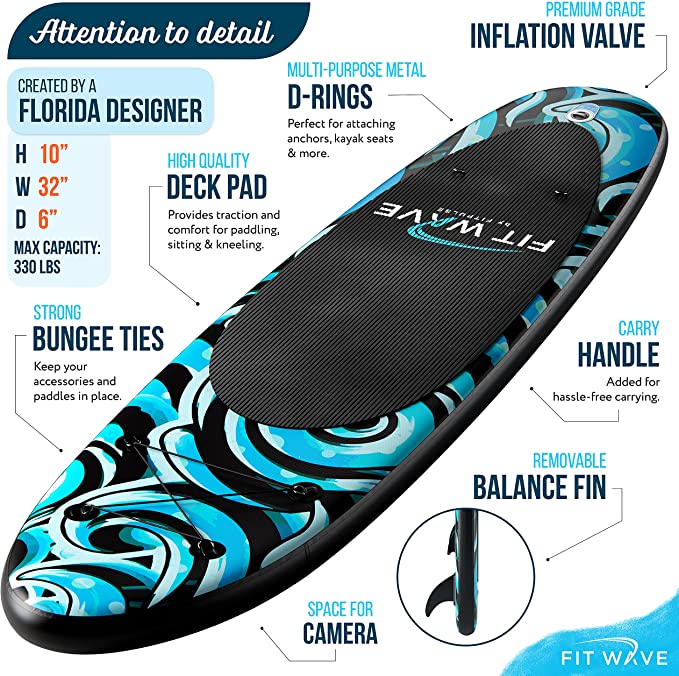 Attention to detail
CREATED BY A
FLORIDA DESIGNER
H 10”
W 32”
D 6”
MAX CAPACITY:
330 LBS
PREMIUM GRADE
INFLATION VALVE
MULTI-PURPOSE METAL
D-RINGS
Perfect for attaching
anchors, kayak seats
& more.
HIGH QUALITY
DECK PAD
Provides traction and
comfort for paddling,
sitting & kneeling.
FIT WAVE
by FITPULSE
STRONG
BUNGEE TIES
Keep your
accessories and
paddles in place.
CARRY
HANDLE
Added for
hassle-free carrying.
REMOVABLE
BALANCE FIN
SPACE FOR
CAMERA
FIT WAVE